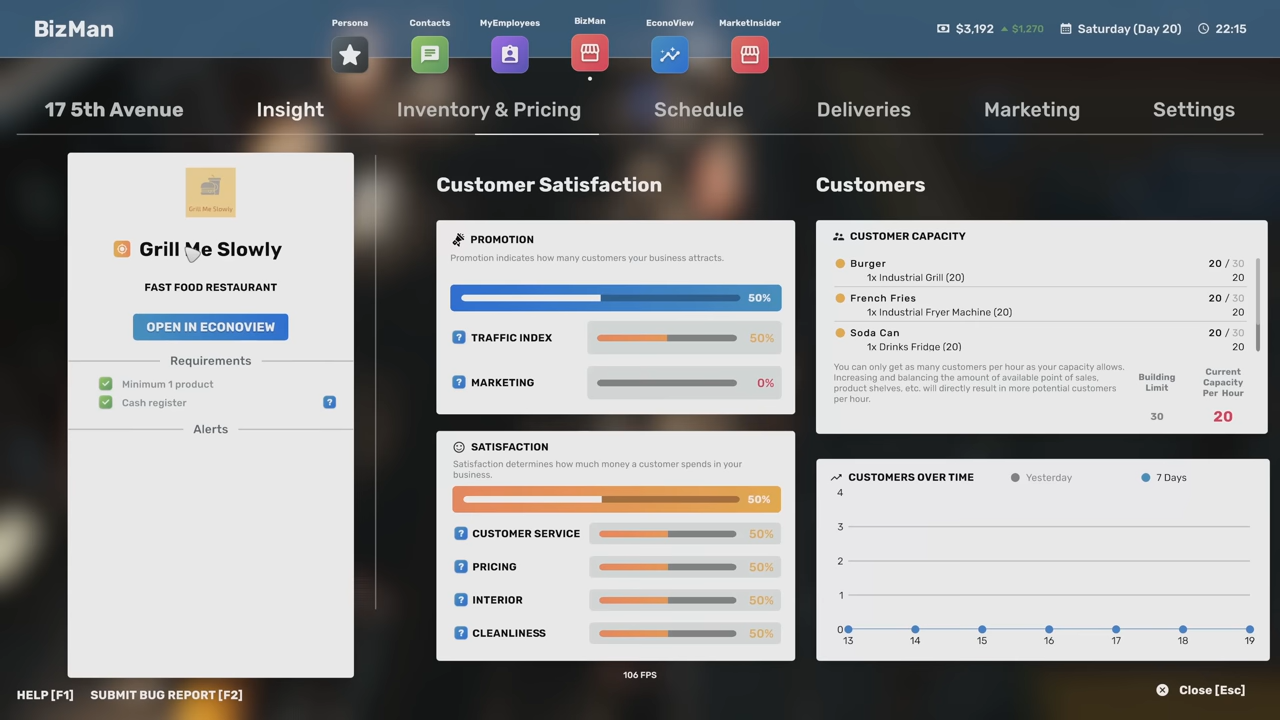 BizMan
Persona
Contacts
MyEmployees
BizMan
EconoView
MarketInsider
$3,192
$1,270
Saturday (Day 20)
22:15
17 5th Avenue
Insight
Inventory & Pricing
Schedule
Deliveries
Marketing
Settings
Grill Me Slowly
Grill Me Slowly
FAST FOOD RESTAURANT
OPEN IN ECONOVIEW
Requirements
Minimum 1 product
Cash register
?
Alerts
Customer Satisfaction
PROMOTION
Promotion indicates how many customers your business attracts.
50%
? TRAFFIC INDEX 50%
? MARKETING 0%
SATISFACTION
Satisfaction determines how much money a customer spends in your
business.
50%
? CUSTOMER SERVICE 50%
? PRICING 50%
? INTERIOR 50%
? CLEANLINESS 50%
Customers
CUSTOMER CAPACITY
Burger 20 / 30
1x Industrial Grill (20) 20
French Fries 20 / 30
1x Industrial Fryer Machine (20) 20
Soda Can 20 / 30
1x Drinks Fridge (20) 20
You can only get as many customers per hour as your capacity allows.
Increasing and balancing the amount of available point of sales,
product shelves, etc. will directly result in more potential customers
per hour.
Building
Limit
30
Current
Capacity
Per Hour
20
CUSTOMERS OVER TIME
Yesterday
7 Days
4
3
2
1
0
13 14 15 16 17 18 19
106 FPS
HELP [F1]
SUBMIT BUG REPORT [F2]
Close [Esc]